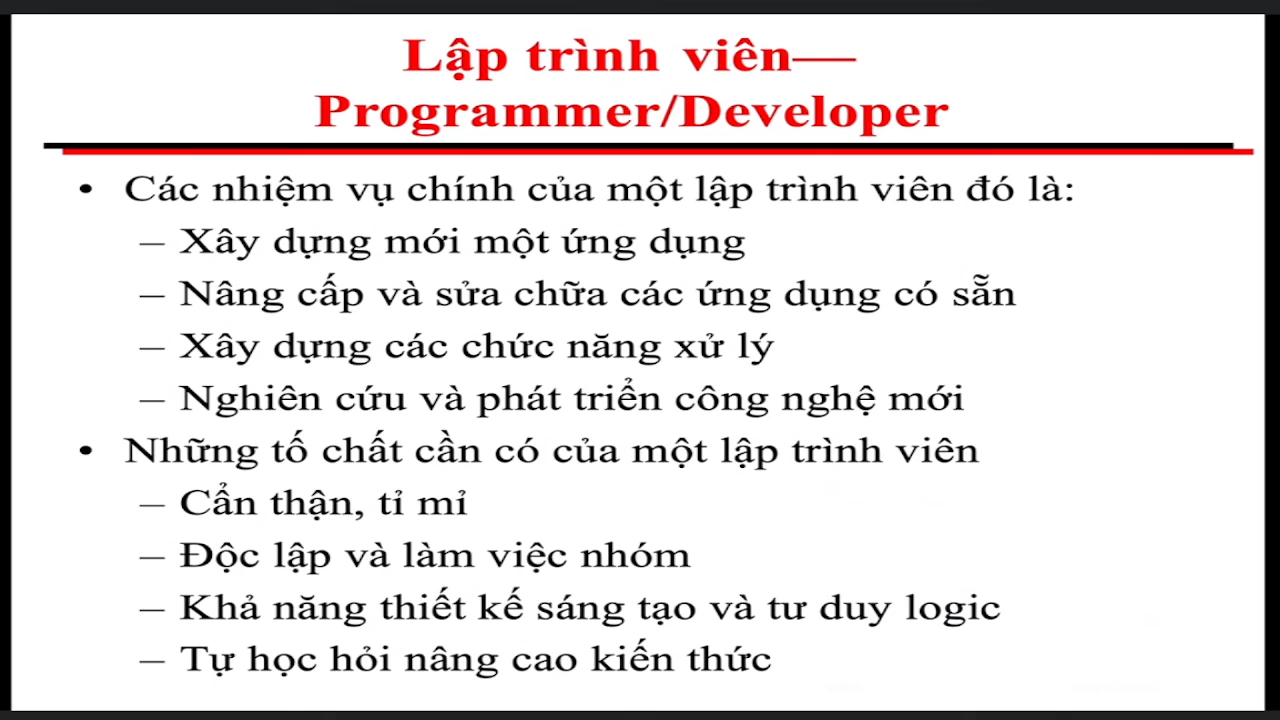 Lập trình viên—
Programmer/Developer
• Các nhiệm vụ chính của một lập trình viên đó là:
– Xây dựng mới một ứng dụng
– Nâng cấp và sửa chữa các ứng dụng có sẵn
– Xây dựng các chức năng xử lý
– Nghiên cứu và phát triển công nghệ mới
• Những tố chất cần có của một lập trình viên
– Cẩn thận, tỉ mỉ
– Độc lập và làm việc nhóm
– Khả năng thiết kế sáng tạo và tư duy logic
– Tự học hỏi nâng cao kiến thức